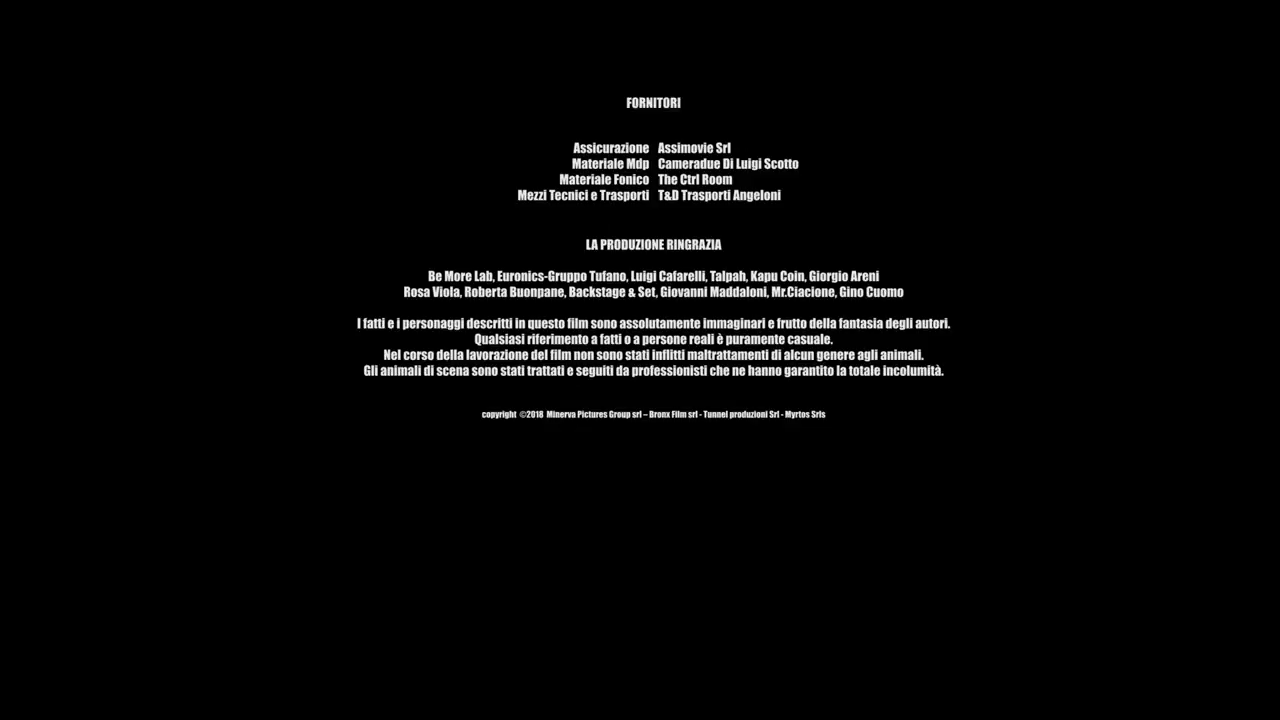 FORNITORI
Assicurazione Assimovie Srl
Materiale Mdp Cameradue Di Luigi Scotto
Materiale Fonico The Ctrl Room
Mezzi Tecnici e Trasporti T&D Trasporti Angeloni
LA PRODUZIONE RINGRAZIA
Be More Lab, Euronics-Gruppo Tufano, Luigi Cafarelli, Talpah, Kapu Coin, Giorgio Areni
Rosa Viola, Roberta Buonpane, Backstage & Set, Giovanni Maddaloni, Mr.Ciacione, Gino Cuomo
I fatti e i personaggi descritti in questo film sono assolutamente immaginari e frutto della fantasia degli autori.
Qualsiasi riferimento a fatti o a persone reali è puramente casuale.
Nel corso della lavorazione del film non sono stati inflitti maltrattamenti di alcun genere agli animali.
Gli animali di scena sono stati trattati e seguiti da professionisti che ne hanno garantito la totale incolumità.
copyright ©2018 Minerva Pictures Group srl – Bronx Film srl - Tunnel produzioni Srl - Myrtos Srls